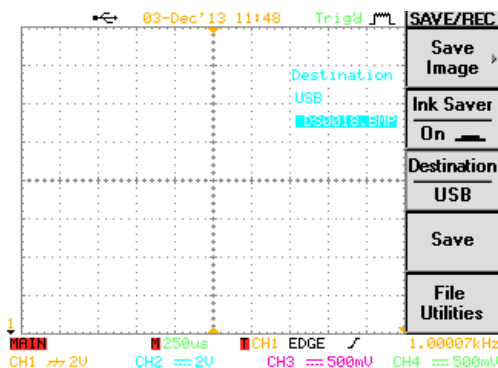 03-Dec'13 11:48 Trig'd SAVE/REC
Save
Image
Destination
USB
DS0018.BMP
Ink Saver
On
Destination
USB
Save
File
Utilities
1
MAIN M 250us T CH1 EDGE 1.00007kHz
CH1 2V CH2 2V CH3 500mV CH4 500mV